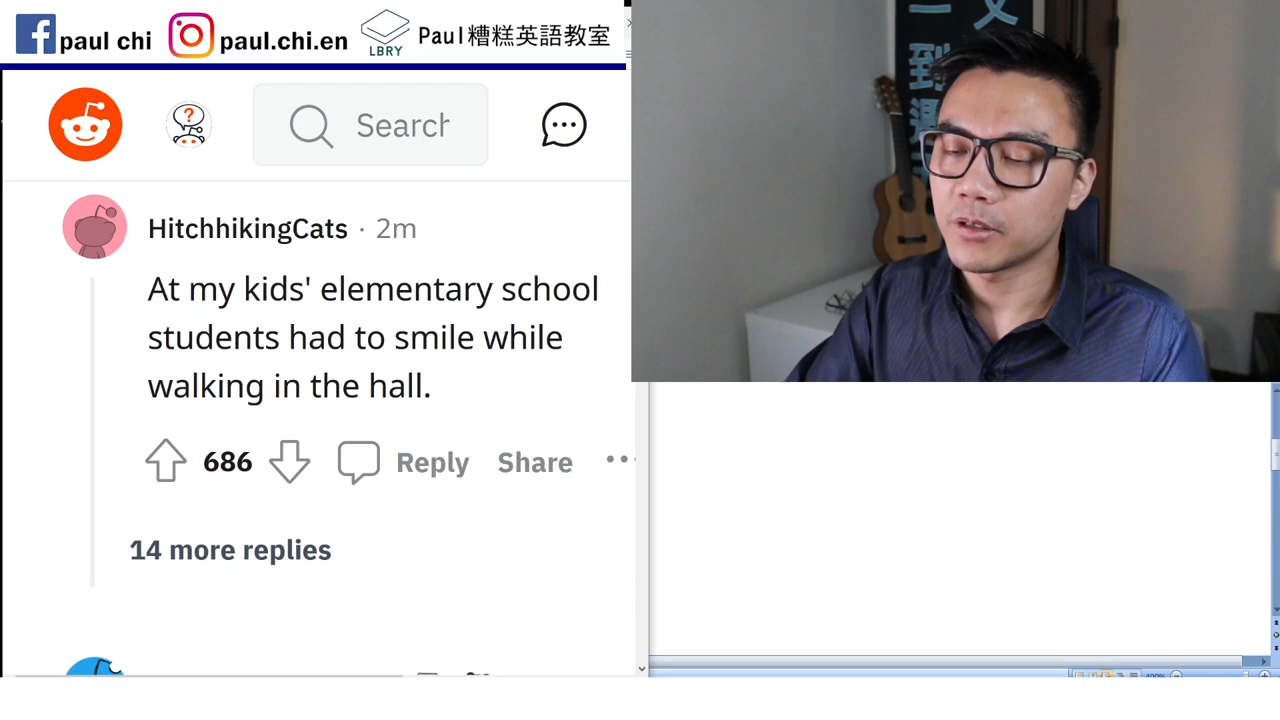 paul chi
paul.chi.en
LBRY
Paul糟糕英語教室
Search
HitchhikingCats · 2m
At my kids' elementary school
students had to smile while
walking in the hall.
686
Reply
Share
14 more replies
到